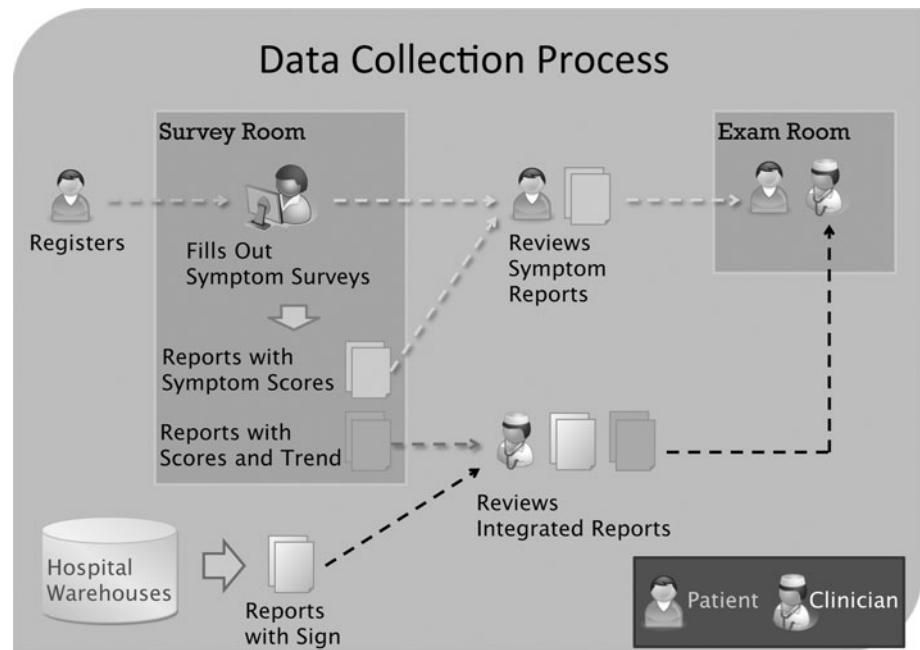 Data Collection Process
Survey Room
Exam Room
Registers
Fills Out
Symptom Surveys
Reviews
Symptom
Reports
Reports with
Symptom Scores
Reports with
Scores and Trend
Reviews
Integrated Reports
Hospital
Warehouses
Reports
with Sign
Patient
Clinician